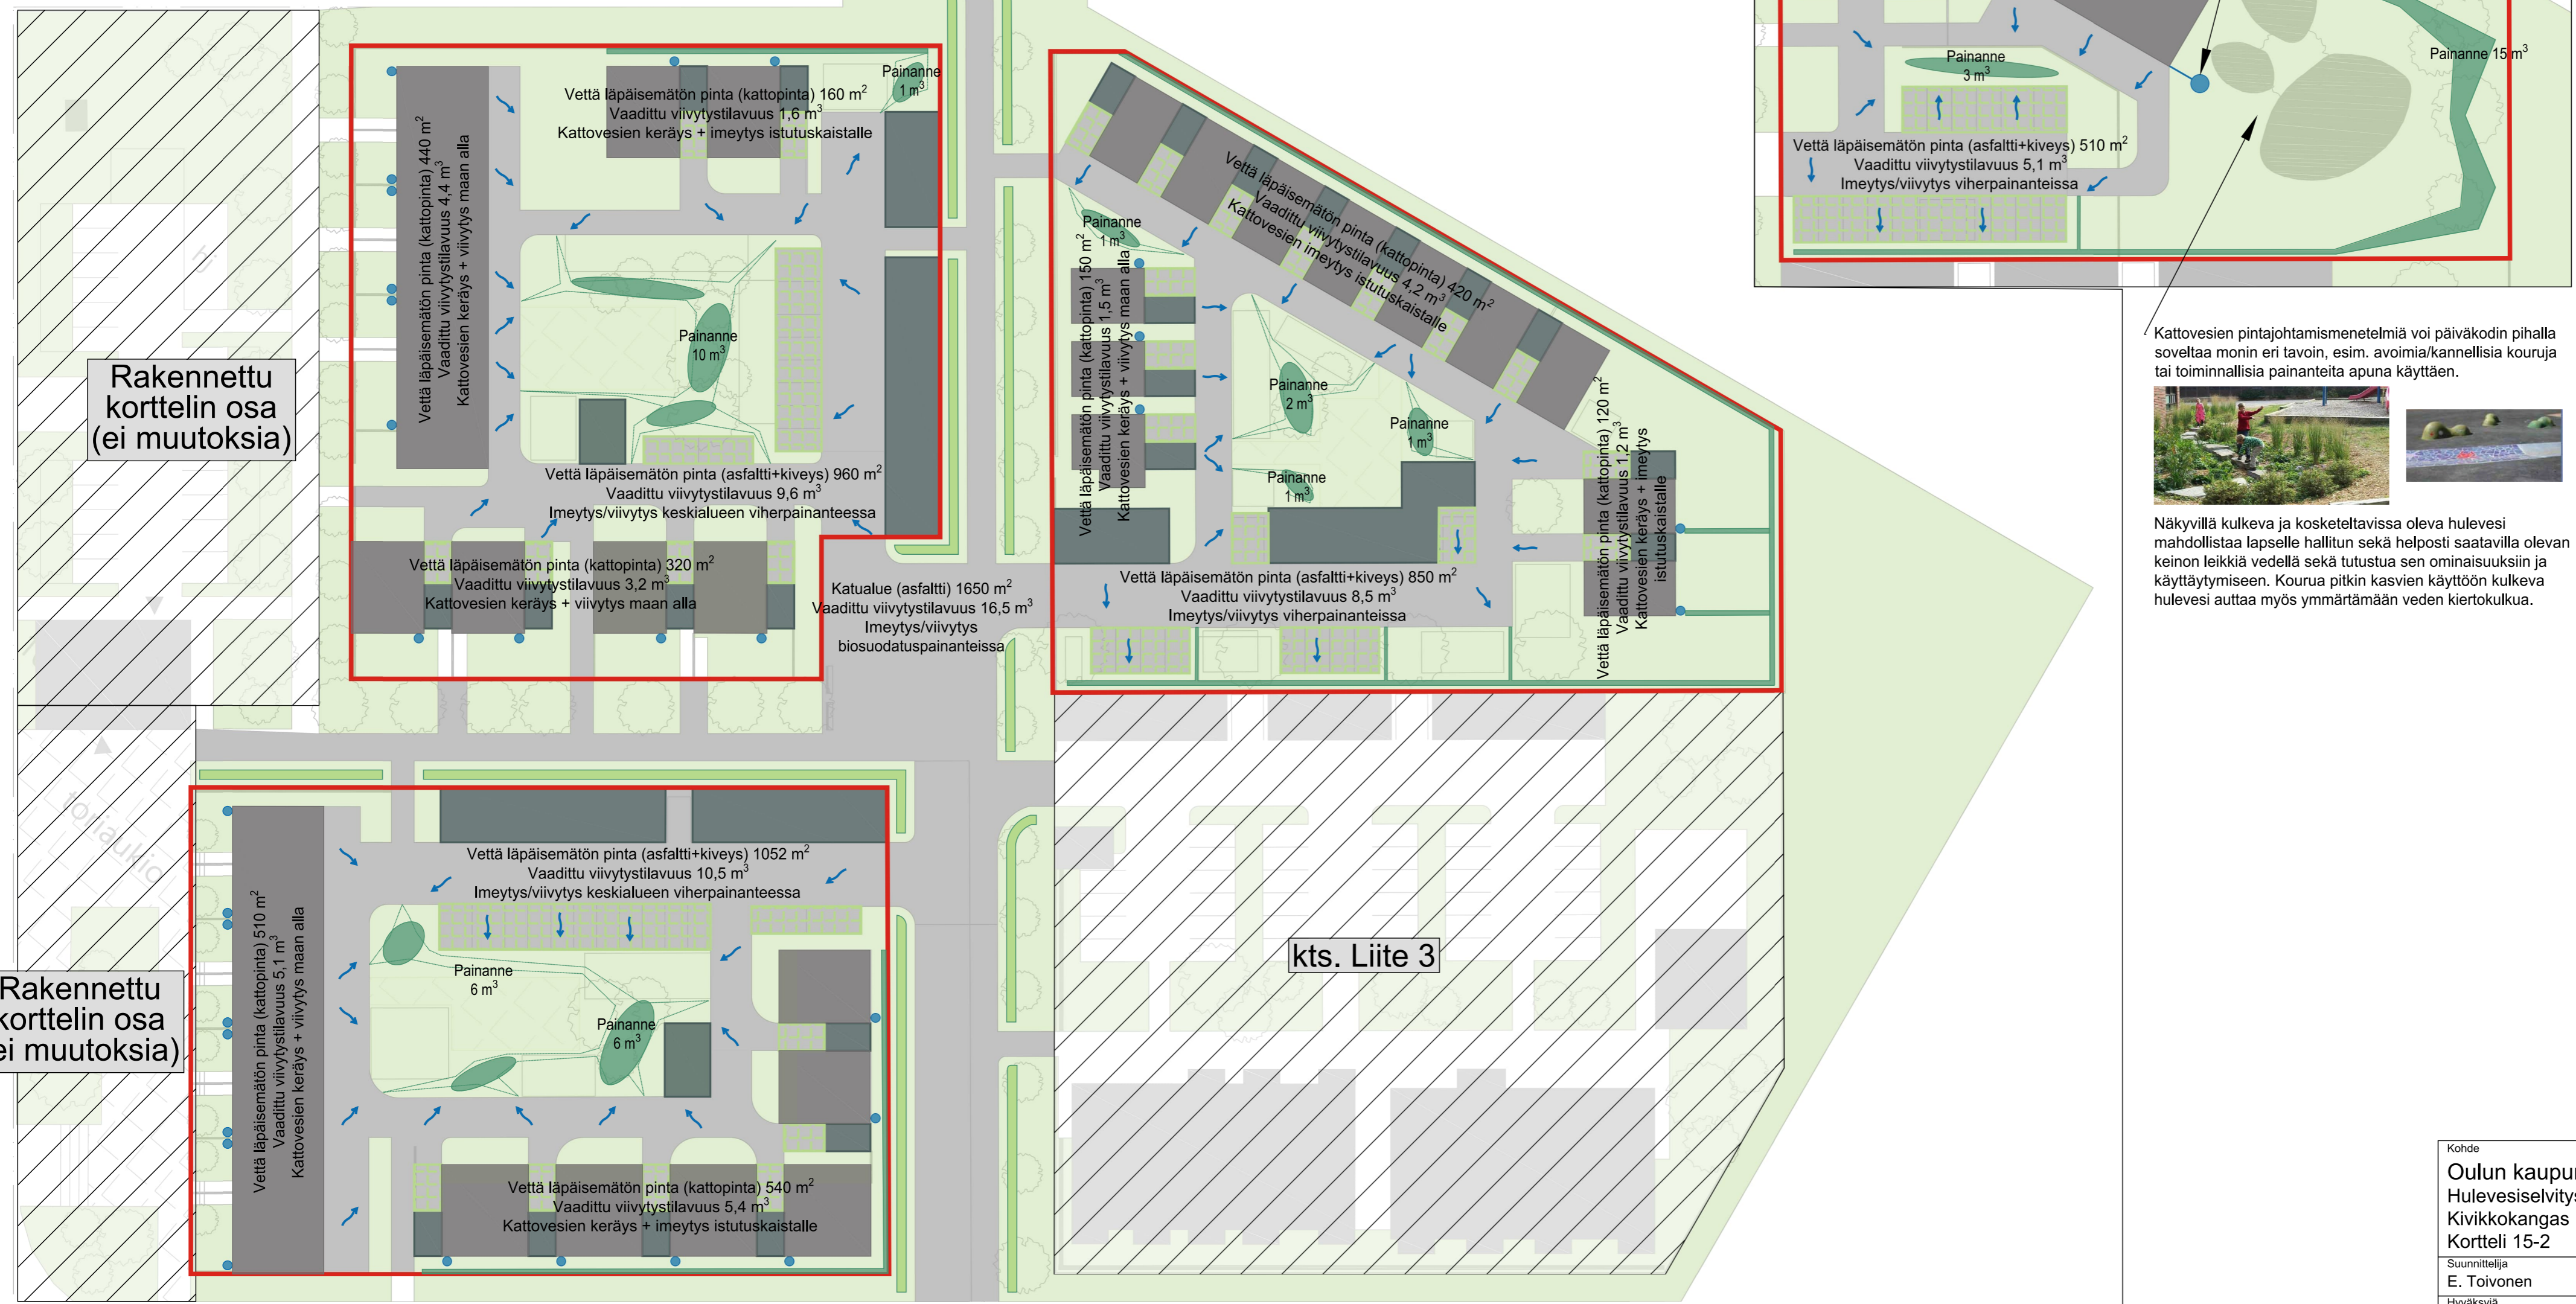 Rakennettu
korttelin osa
(ei muutoksia)
hj
Vettä läpäisemätön pinta (kattopinta) 440 m²
Vaadittu viivytystilavuus 4,4 m³
Kattovesien keräys + viivytys maan alla
Vettä läpäisemätön pinta (kattopinta) 160 m²
Vaadittu viivytystilavuus 1,6 m³
Kattovesien keräys + imeytys istutuskaistalle
Painanne
1 m³
Painanne
10 m³
Vettä läpäisemätön pinta (asfaltti+kiveys) 960 m²
Vaadittu viivytystilavuus 9,6 m³
Imeytys/viivytys keskialueen viherpainanteessa
Vettä läpäisemätön pinta (kattopinta) 320 m²
Vaadittu viivytystilavuus 3,2 m³
Kattovesien keräys + viivytys maan alla
Katualue (asfaltti) 1650 m²
Vaadittu viivytystilavuus 16,5 m³
Imeytys/viivytys
biosuodatuspainanteissa
Vettä läpäisemätön pinta (kattopinta) 420 m²
Vaadittu viivytystilavuus 4,2 m³
Kattovesien imeytys istutuskaistalle
Painanne
1 m³
Vettä läpäisemätön pinta (kattopinta) 150 m²
Vaadittu viivytystilavuus 1,5 m³
Kattovesien keräys + viivytys maan alla
Painanne
2 m³
Painanne
1 m³
Painanne
1 m³
Vettä läpäisemätön pinta (kattopinta) 120 m²
Vaadittu viivytystilavuus 1,2 m³
Kattovesien keräys + imeytys
istutuskaistalle
Vettä läpäisemätön pinta (asfaltti+kiveys) 850 m²
Vaadittu viivytystilavuus 8,5 m³
Imeytys/viivytys viherpainanteissa
Painanne
3 m³
Painanne 15 m³
Vettä läpäisemätön pinta (asfaltti+kiveys) 510 m²
Vaadittu viivytystilavuus 5,1 m³
Imeytys/viivytys viherpainanteissa
Kattovesien pintajohtamismenetelmiä voi päiväkodin pihalla
soveltaa monin eri tavoin, esim. avoimia/kannellisia kouruja
tai toiminnallisia painanteita apuna käyttäen.
Näkyvillä kulkeva ja kosketeltavissa oleva hulevesi
mahdollistaa lapselle hallitun sekä helposti saatavilla olevan
keinon leikkiä vedellä sekä tutustua sen ominaisuuksiin ja
käyttäytymiseen. Kourua pitkin kasvien käyttöön kulkeva
hulevesi auttaa myös ymmärtämään veden kiertokulkua.
toriaukio
Rakennettu
korttelin osa
ei muutoksia)
Vettä läpäisemätön pinta (kattopinta) 510 m²
Vaadittu viivytystilavuus 5,1 m³
Kattovesien keräys + viivytys maan alla
Vettä läpäisemätön pinta (asfaltti+kiveys) 1052 m²
Vaadittu viivytystilavuus 10,5 m³
Imeytys/viivytys keskialueen viherpainanteessa
Painanne
6 m³
Painanne
6 m³
Vettä läpäisemätön pinta (kattopinta) 540 m²
Vaadittu viivytystilavuus 5,4 m³
Kattovesien keräys + imeytys istutuskaistalle
kts. Liite 3
Kohde
Oulun kaupun
Hulevesiselvitys
Kivikkokangas
Kortteli 15-2
Suunnittelija
E. Toivonen
Hyväksyjä